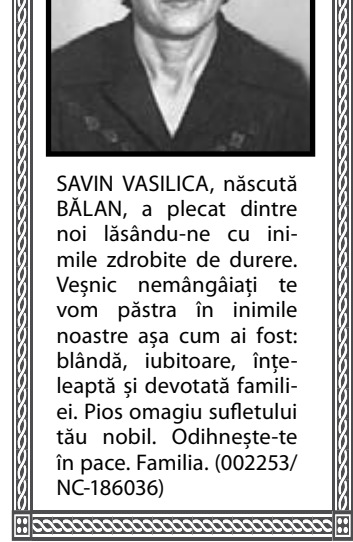 SAVIN VASILICA, născută
BĂLAN, a plecat dintre
noi lăsându-ne cu ini-
mile zdrobite de durere.
Veșnic nemângâiați te
vom păstra în inimile
noastre așa cum ai fost:
blândă, iubitoare, înțe-
leaptă și devotată famili-
ei. Pios omagiu sufletului
tău nobil. Odihnește-te
în pace. Familia. (002253/
NC-186036)